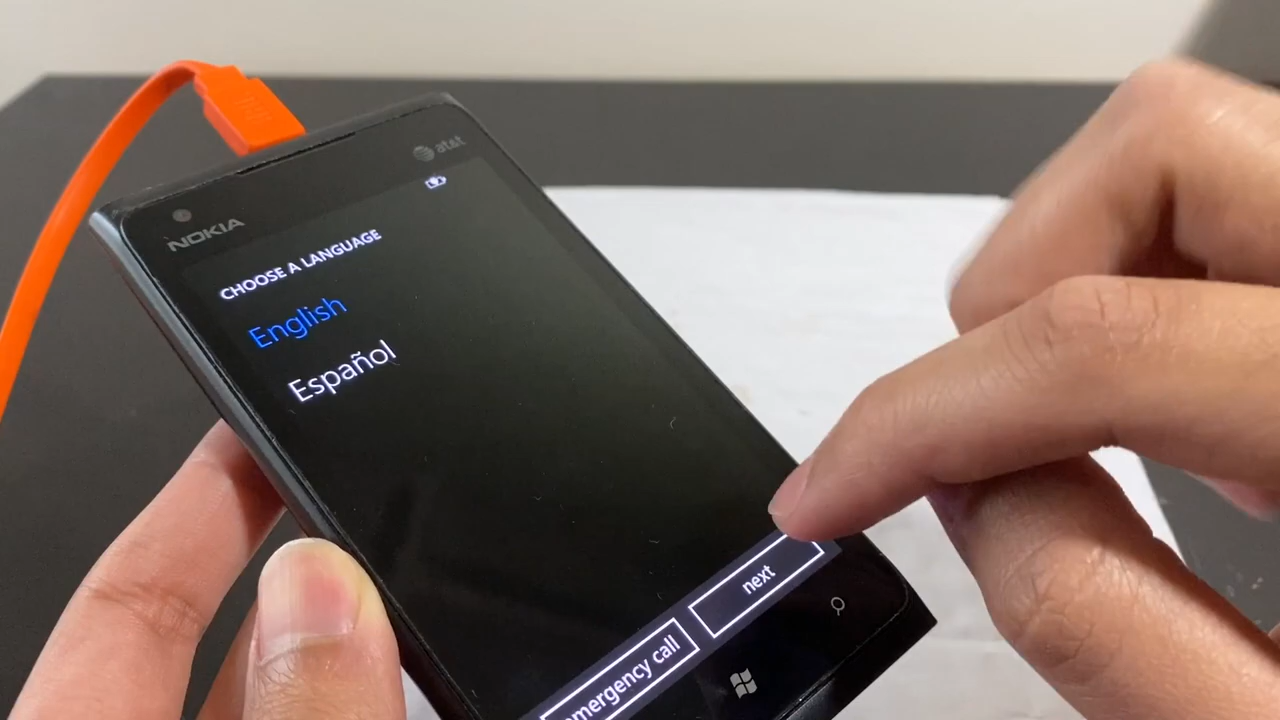 at&t
NOKIA
CHOOSE A LANGUAGE
English
Español
next
emergency call